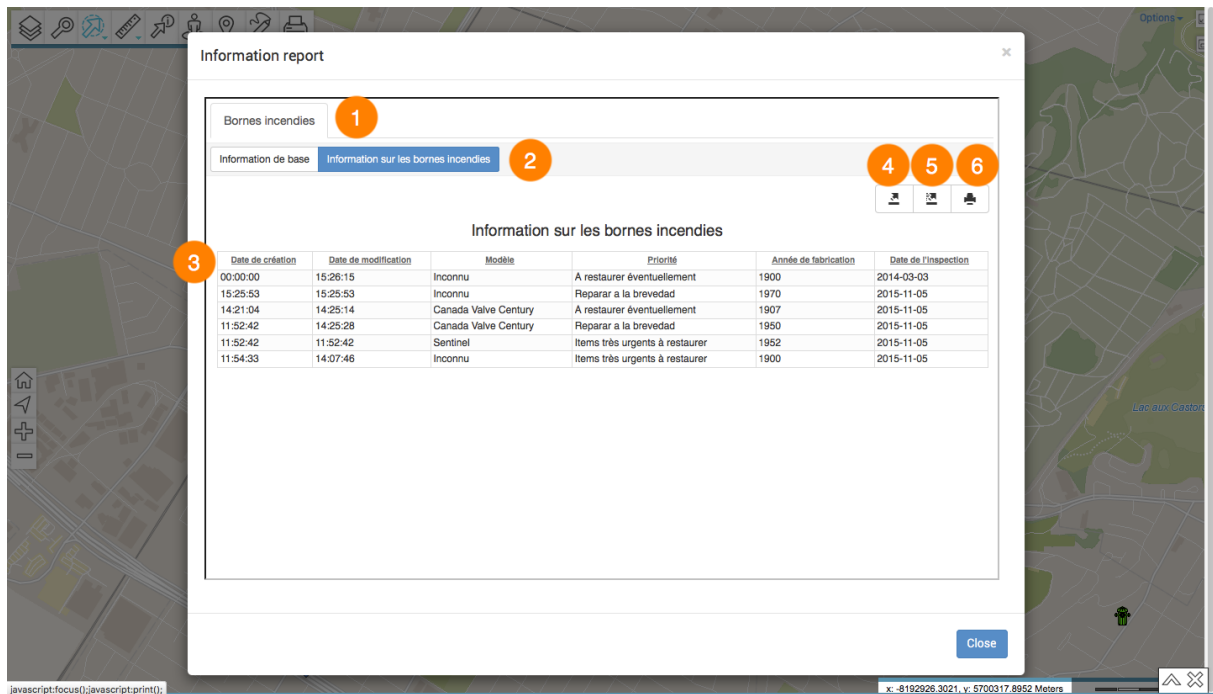 Options
Information report
×
Bornes incendies
1
Information de base
Information sur les bornes incendies
2
4
5
6
Information sur les bornes incendies
3
Date de création Date de modification Modèle Priorité Année de fabrication Date de l'Inspection
00:00:00 15:26:15 Inconnu A restaurer éventuellement 1900 2014-03-03
15:25:53 15:25:53 Inconnu Reparar a la brevedad 1970 2015-11-05
14:21:04 14:25:14 Canada Valve Century A restaurer éventuellement 1907 2015-11-05
11:52:42 14:25:28 Canada Valve Century Reparar a la brevedad 1950 2015-11-05
11:52:42 11:52:42 Sentinel Items très urgents à restaurer 1952 2015-11-05
11:54:33 14:07:46 Inconnu Items très urgents à restaurer 1900 2015-11-05
Lac aux Castors
Close
javascript:focus();javascript:print();
x: -8192926.3021, y: 5700317.8952 Meters